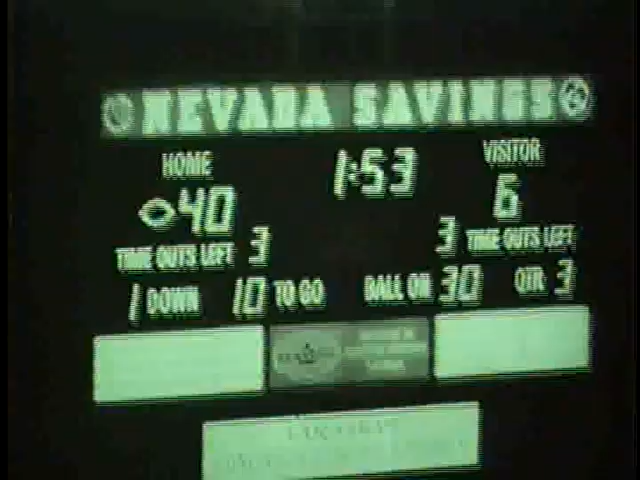 NEVADA SAVINGS
HOME 1:53 VISITOR
40 6
TIME OUTS LEFT 3 3 TIME OUTS LEFT
1 DOWN 10 TO GO BALL ON 30 QTR 3